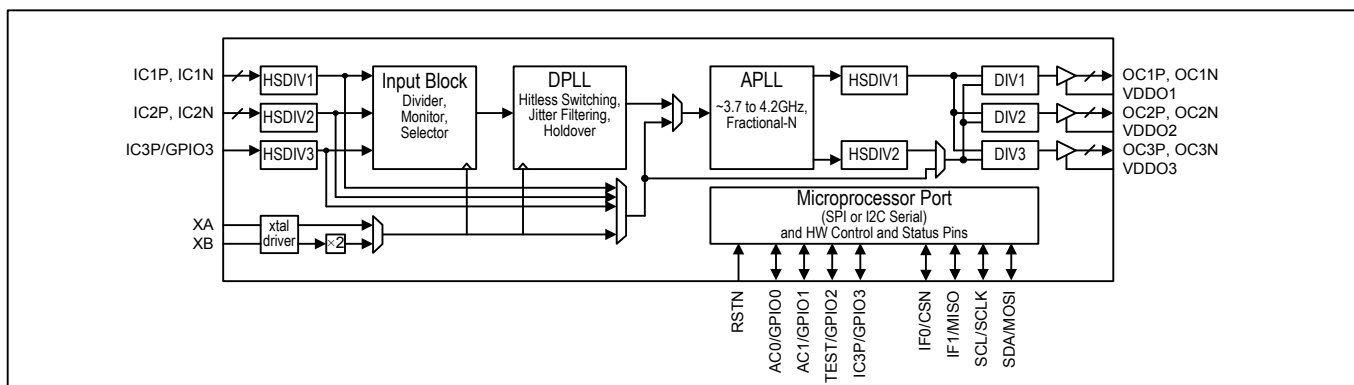 IC1P, IC1N
HSDIV1
IC2P, IC2N
HSDIV2
IC3P/GPIO3
HSDIV3
XA
XB
xtal
driver
×2
Input Block
Divider,
Monitor,
Selector
DPLL
Hitless Switching,
Jitter Filtering,
Holdover
APLL
~3.7 to 4.2GHz,
Fractional-N
HSDIV1
HSDIV2
DIV1
DIV2
DIV3
OC1P, OC1N
VDDO1
OC2P, OC2N
VDDO2
OC3P, OC3N
VDDO3
Microprocessor Port
(SPI or I2C Serial)
and HW Control and Status Pins
RSTN
AC0/GPIO0
AC1/GPIO1
TEST/GPIO2
IC3P/GPIO3
IF0/CSN
IF1/MISO
SCL/SCLK
SDA/MOSI